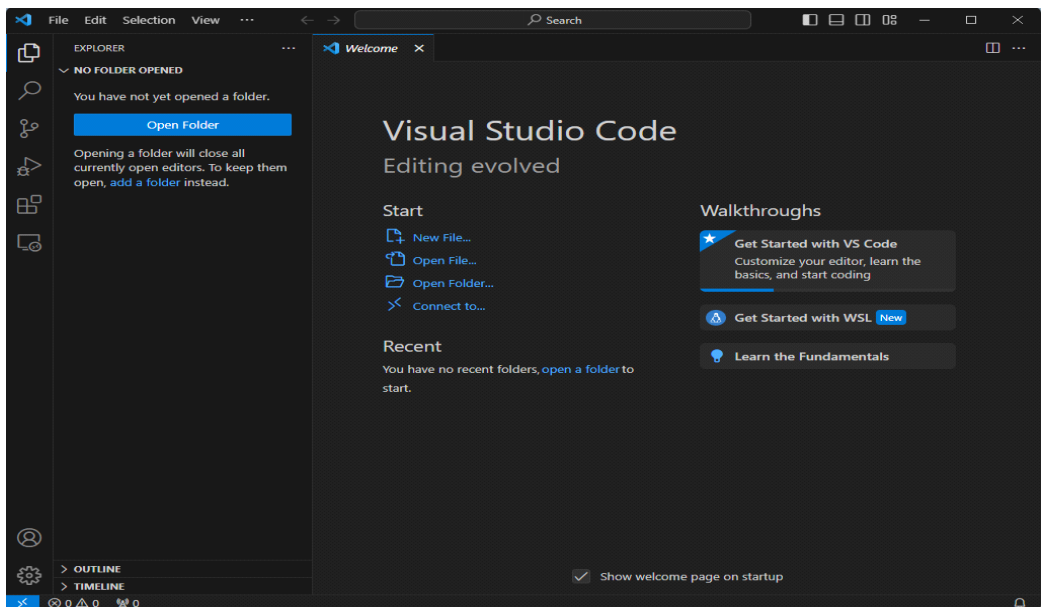 File Edit Selection View ···
Search
EXPLORER ···
NO FOLDER OPENED
You have not yet opened a folder.
Open Folder
Opening a folder will close all
currently open editors. To keep them
open, add a folder instead.
OUTLINE
TIMELINE
Welcome
Visual Studio Code
Editing evolved
Start
New File...
Open File...
Open Folder...
Connect to...
Recent
You have no recent folders, open a folder to
start.
Walkthroughs
Get Started with VS Code
Customize your editor, learn the
basics, and start coding
Get Started with WSL New
Learn the Fundamentals
Show welcome page on startup
0 0 0